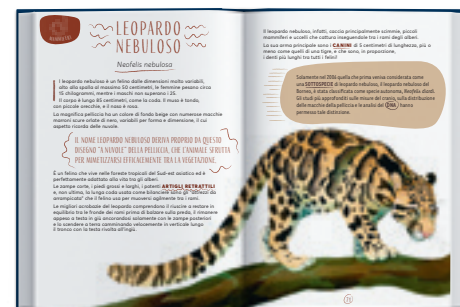 LEOPARDO
NEBULOSO
Neofelis nebulosa
Il leopardo nebuloso è un felino dalle dimensioni molto variabili,
alto alla spalla al massimo 50 centimetri, le femmine pesano circa
15 chilogrammi, mentre i maschi non superano i 25.
Il corpo è lungo 85 centimetri, come la coda. Il muso è tondo,
con piccole orecchie, e il naso è rosa.
La magnifica pelliccia ha un colore di fondo beige con numerose macchie
marroni scure orlate di nero, variabili per forma e dimensione, il cui
aspetto ricorda delle nuvole.
IL NOME LEOPARDO NEBULOSO DERIVA PROPRIO DA QUESTO
DISEGNO "A NUVOLE" DELLA PELLICCIA, CHE L'ANIMALE SFRUTTA
PER MIMETIZZARSI EFFICACEMENTE TRA LA VEGETAZIONE.
È un felino che vive nelle foreste tropicali del Sud-est asiatico ed è
perfettamente adattato alla vita tra gli alberi.
Le zampe corte, i piedi grossi e larghi, i potenti ARTIGLI RETRATTILI
e, non ultima, la lunga coda usata come bilanciere sono gli "attrezzi da
arrampicata" che il felino usa per muoversi agilmente tra i rami.
Le migliori acrobazie del leopardo comprendono il riuscire a restare in
equilibrio tra le fronde dei rami prima di balzare sulla preda, il rimanere
appeso a testa in giù ancorandosi solamente con le zampe posteriori
e lo scendere a terra camminando velocemente in verticale lungo
il tronco con la testa rivolta all'ingiù.
Il leopardo nebuloso, infatti, caccia principalmente scimmie, piccoli
mammiferi e uccelli che cattura inseguendole tra i rami degli alberi.
La sua arma principale sono i CANINI di 5 centimetri di lunghezza, più o
meno come quelli di una tigre, e che sono, in proporzione,
i denti più lunghi tra tutti i felini!
Solamente nel 2006 quella che prima veniva considerata come
una SOTTOSPECIE di leopardo nebuloso, il leopardo nebuloso del
Borneo, è stata classificata come specie autonoma, Neofelis diardi.
Gli studi più approfonditi sulle misure del cranio, sulla distribuzione
delle macchie della pelliccia e le analisi del DNA hanno
permesso tale distinzione.